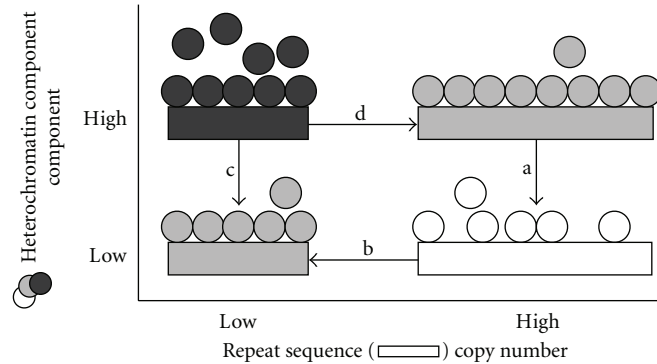 Heterochromatin component
component
High
Low
d
c
a
b
Low
High
Repeat sequence ( ) copy number